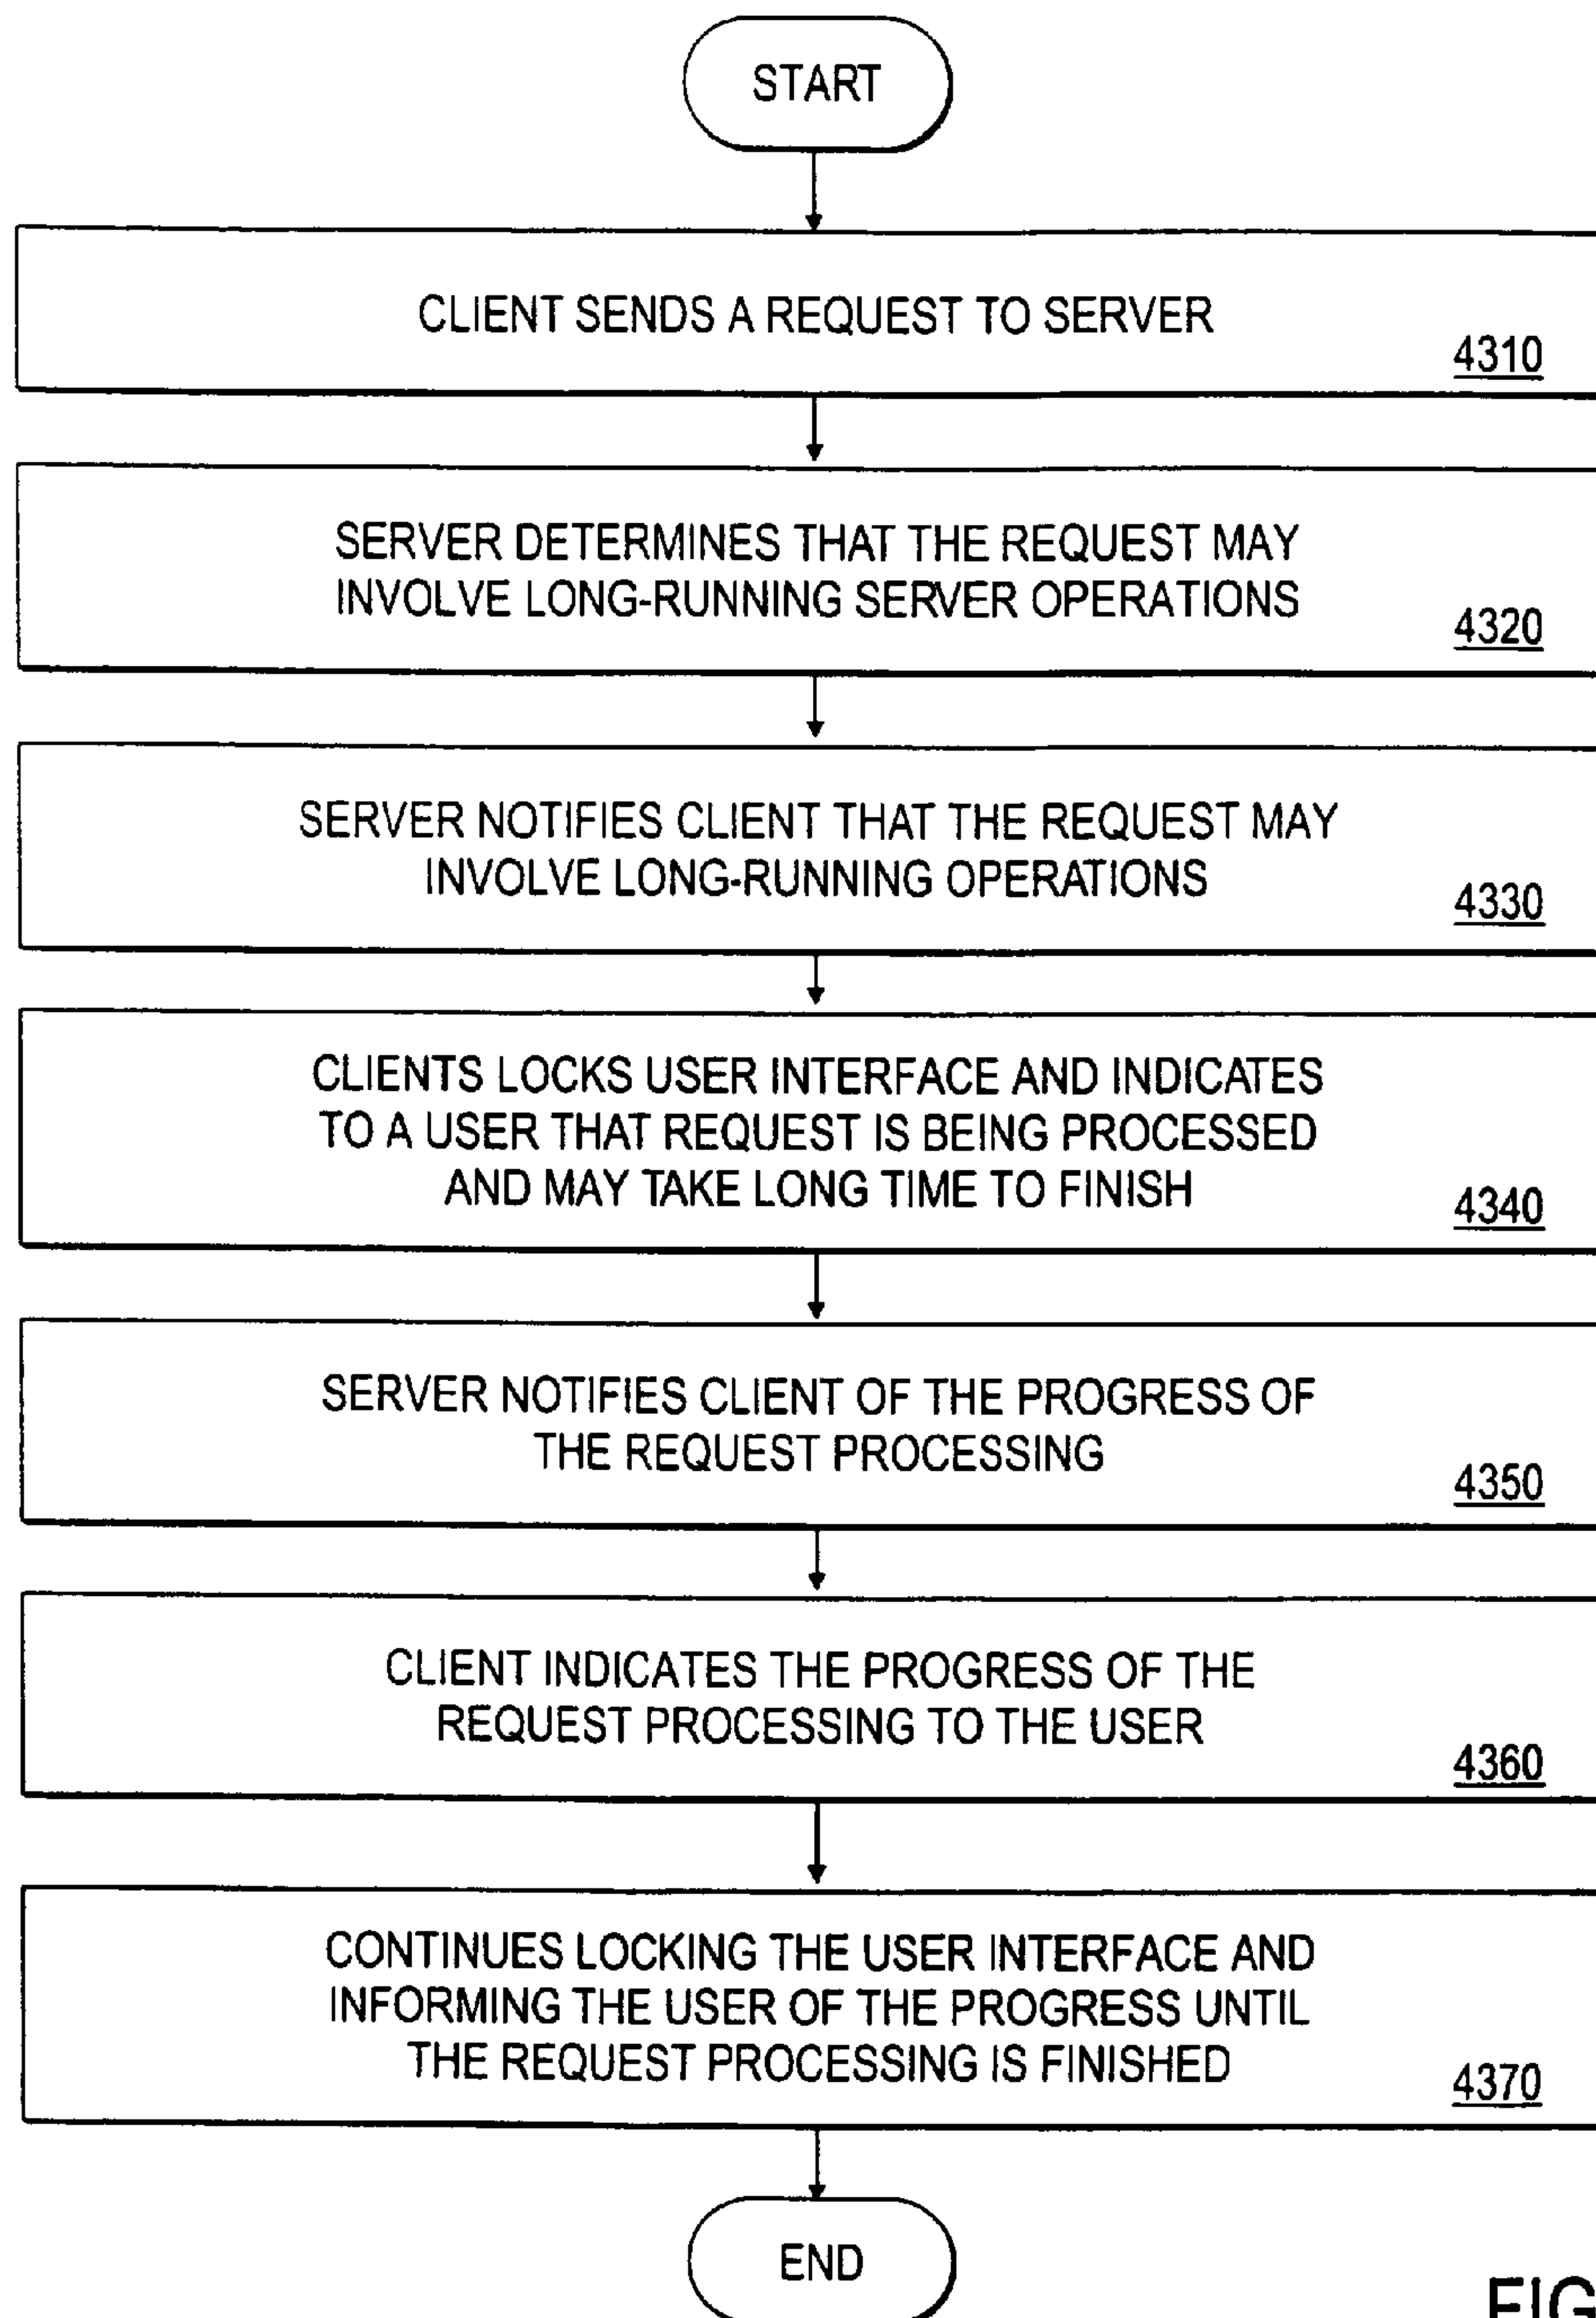 START
CLIENT SENDS A REQUEST TO SERVER
4310
SERVER DETERMINES THAT THE REQUEST MAY
INVOLVE LONG-RUNNING SERVER OPERATIONS
4320
SERVER NOTIFIES CLIENT THAT THE REQUEST MAY
INVOLVE LONG-RUNNING OPERATIONS
4330
CLIENTS LOCKS USER INTERFACE AND INDICATES
TO A USER THAT REQUEST IS BEING PROCESSED
AND MAY TAKE LONG TIME TO FINISH
4340
SERVER NOTIFIES CLIENT OF THE PROGRESS OF
THE REQUEST PROCESSING
4350
CLIENT INDICATES THE PROGRESS OF THE
REQUEST PROCESSING TO THE USER
4360
CONTINUES LOCKING THE USER INTERFACE AND
INFORMING THE USER OF THE PROGRESS UNTIL
THE REQUEST PROCESSING IS FINISHED
4370
END
FIG